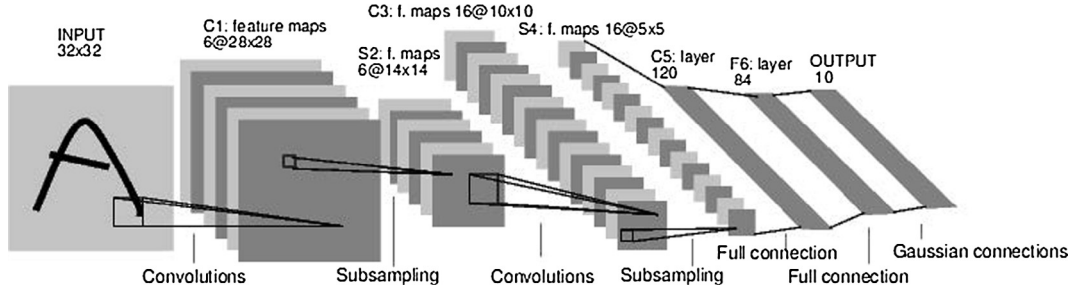 INPUT
32x32
C1: feature maps
6@28x28
S2: f. maps
6@14x14
C3: f. maps 16@10x10
S4: f. maps 16@5x5
C5: layer
120
F6: layer
84
OUTPUT
10
A
Convolutions
Subsampling
Convolutions
Subsampling
Full connection
Full connection
Gaussian connections